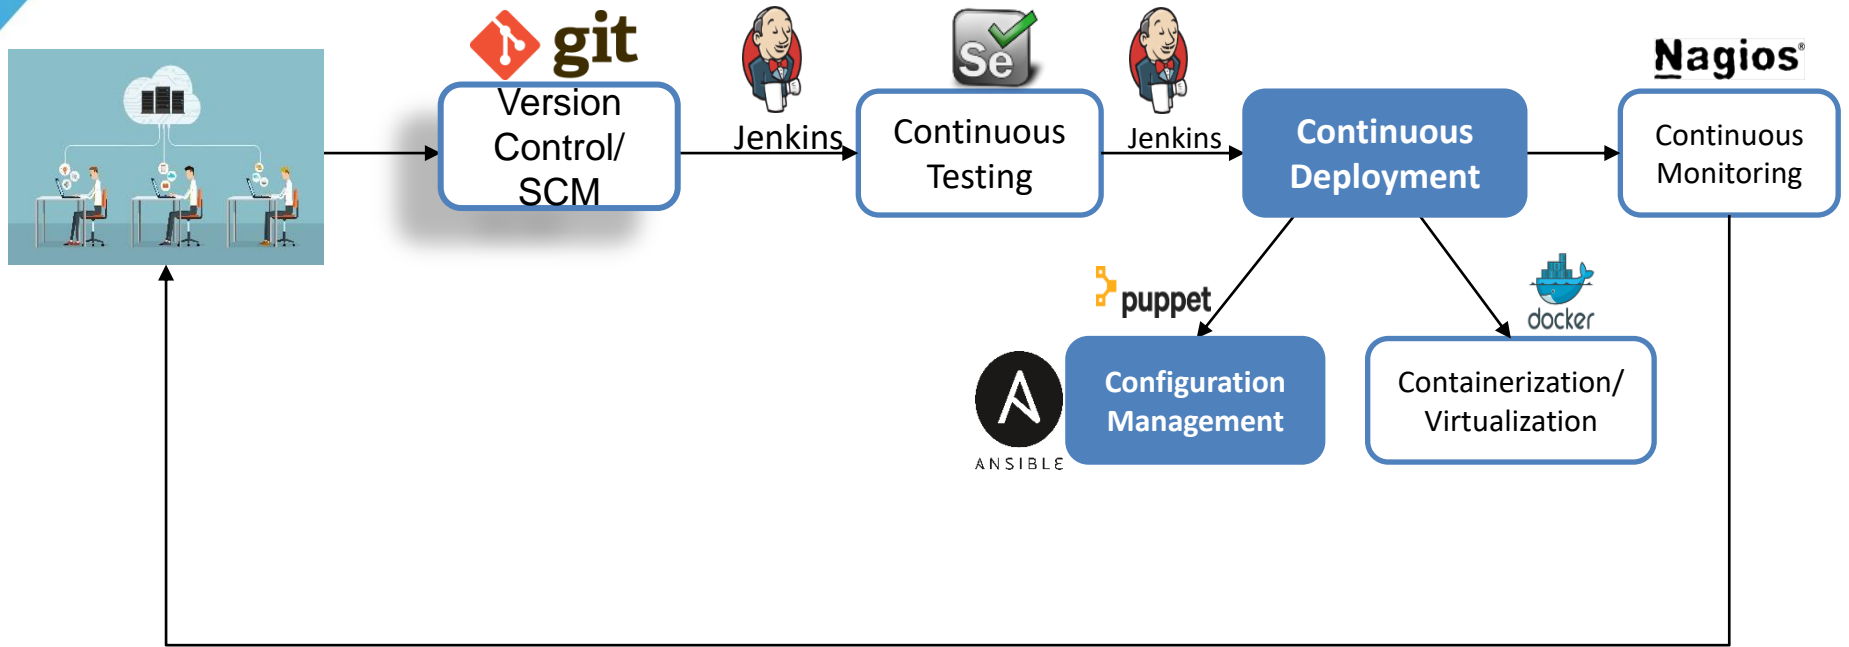 git
Version
Control/
SCM
Jenkins
Se
Continuous
Testing
Jenkins
Continuous
Deployment
Nagios®
Continuous
Monitoring
puppet
docker
ANSIBLE
Configuration
Management
Containerization/
Virtualization